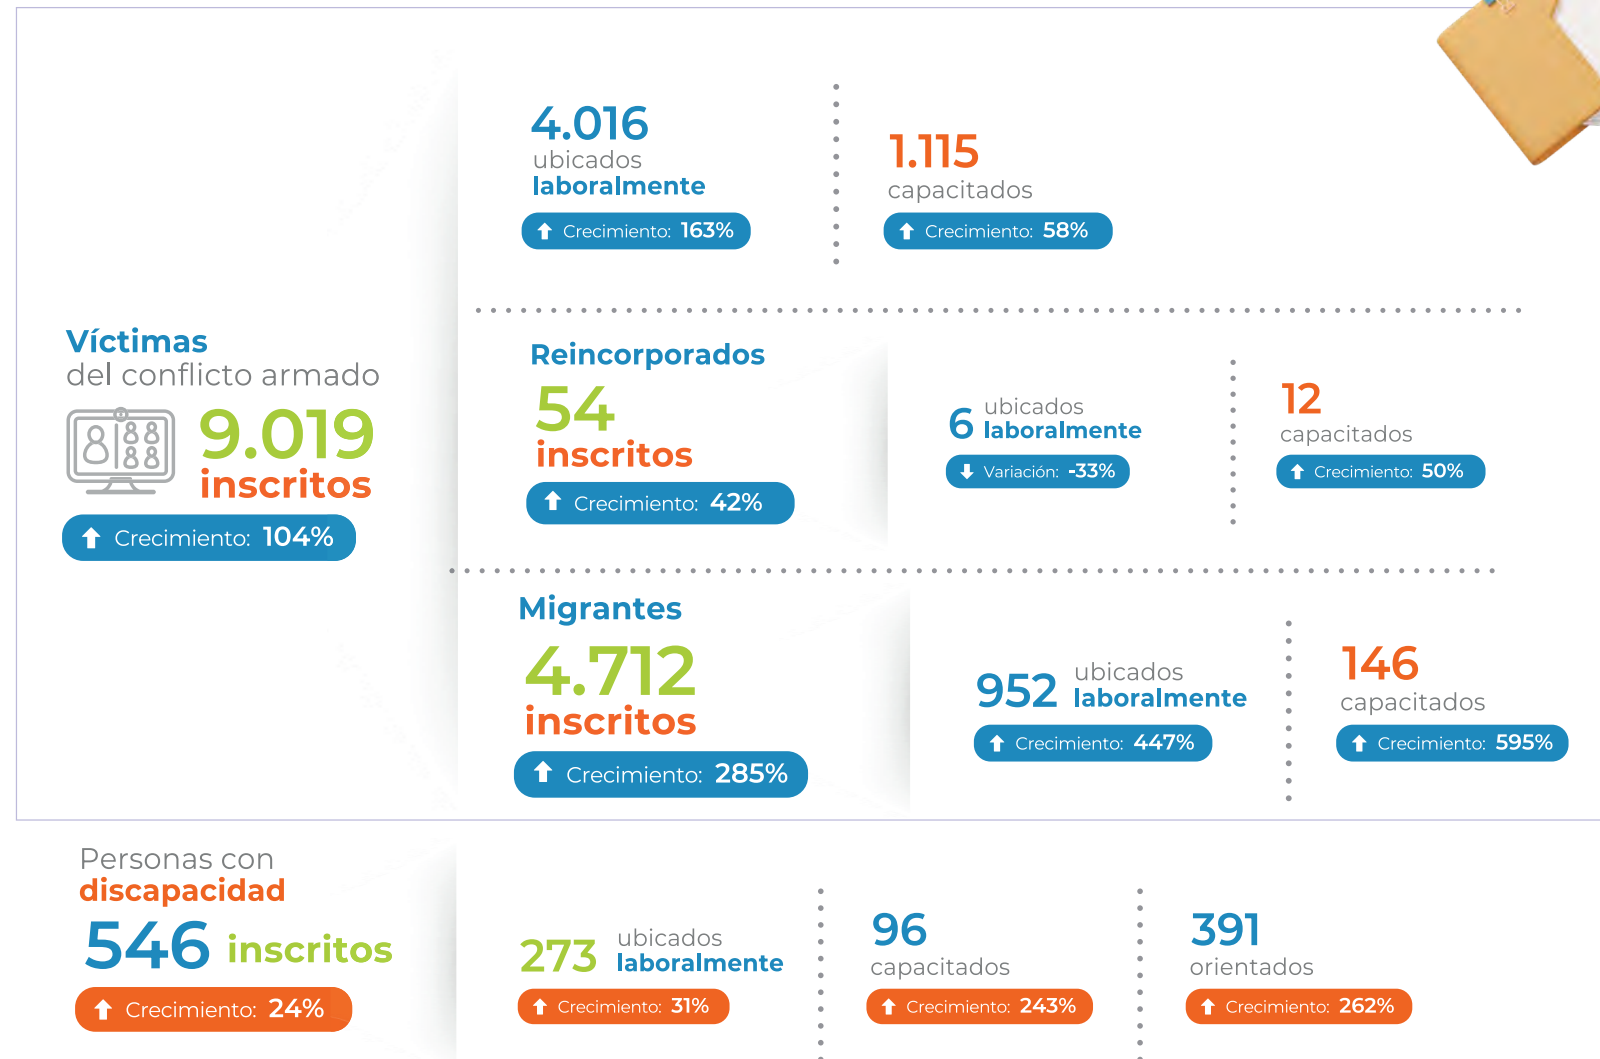 Víctimas
del conflicto armado
9.019
inscritos
Crecimiento: 104%
4.016
ubicados
laboralmente
Crecimiento: 163%
1.115
capacitados
Crecimiento: 58%
Reincorporados
54
inscritos
Crecimiento: 42%
6 ubicados
laboralmente
Variación: -33%
12
capacitados
Crecimiento: 50%
Migrantes
4.712
inscritos
Crecimiento: 285%
952 ubicados
laboralmente
Crecimiento: 447%
146
capacitados
Crecimiento: 595%
Personas con
discapacidad
546 inscritos
Crecimiento: 24%
273 ubicados
laboralmente
Crecimiento: 31%
96
capacitados
Crecimiento: 243%
391
orientados
Crecimiento: 262%